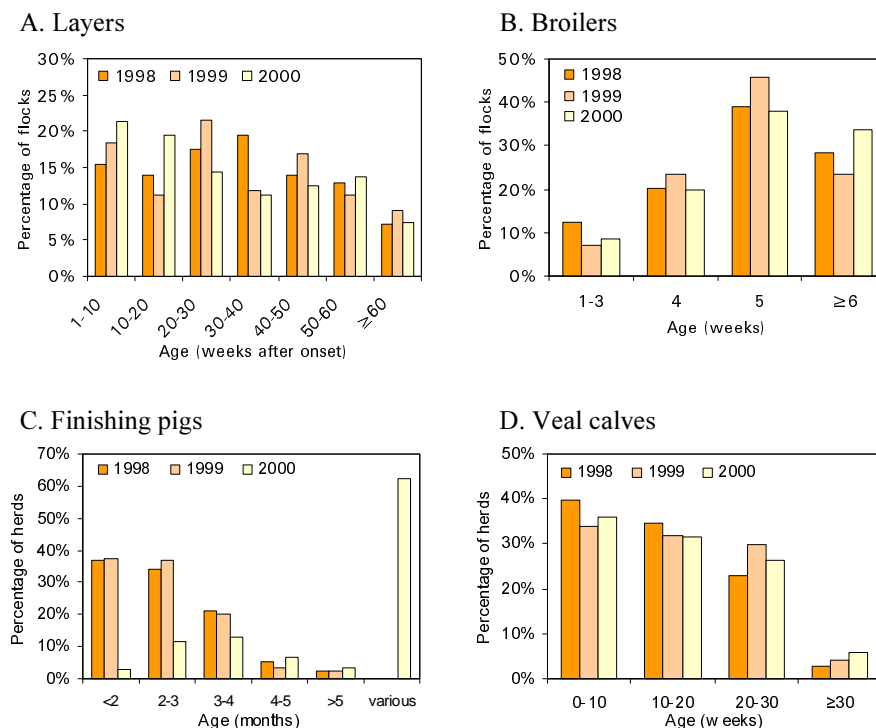 A. Layers
30%
25%
20%
15%
10%
5%
0%
Percentage of flocks
1998 1999 2000
1-10 10-20 20-30 30-40 40-50 50-60 ≥60
Age (weeks after onset)
B. Broilers
50%
40%
30%
20%
10%
0%
Percentage of flocks
1998
1999
2000
1-3 4 5 ≥6
Age (weeks)
C. Finishing pigs
70%
60%
50%
40%
30%
20%
10%
0%
Percentage of herds
1998 1999 2000
<2 2-3 3-4 4-5 >5 various
Age (months)
D. Veal calves
50%
40%
30%
20%
10%
0%
Percentage of herds
1998 1999 2000
0-10 10-20 20-30 ≥30
Age (weeks)